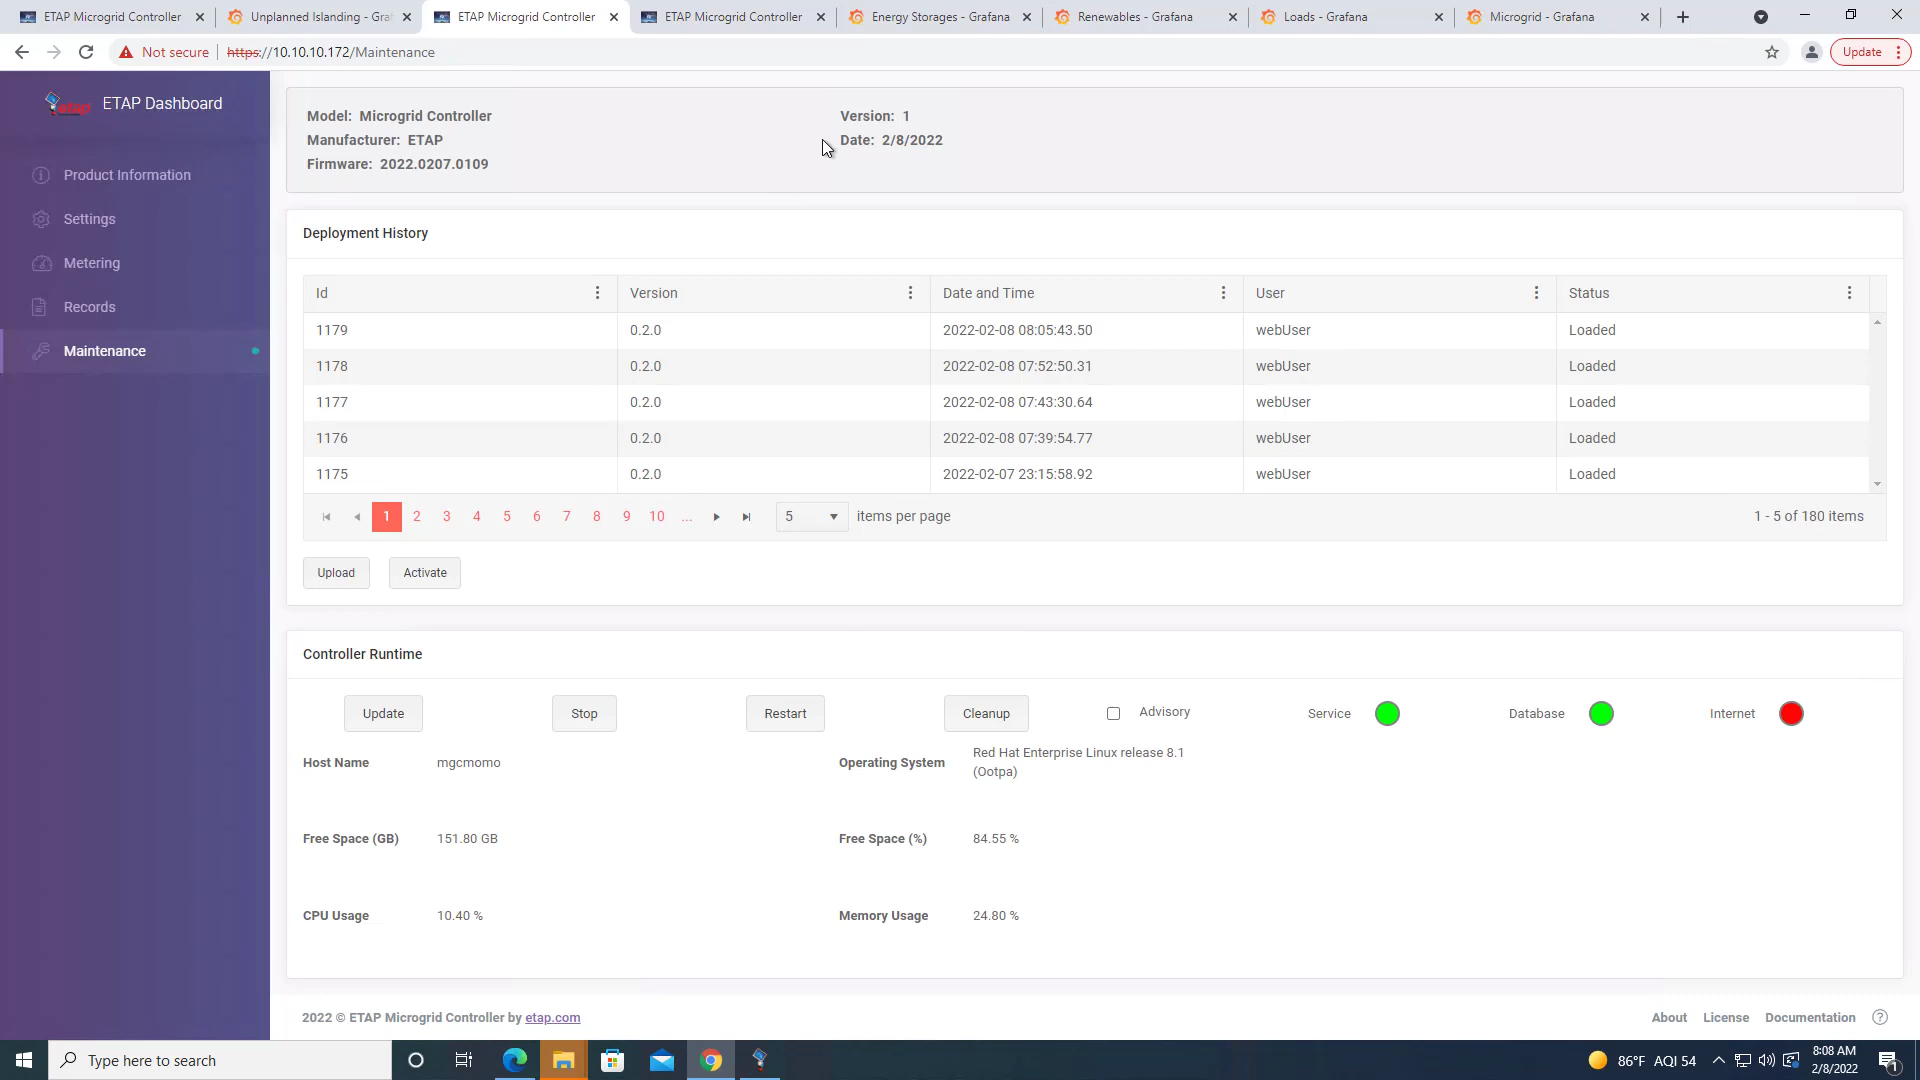 ETAP Microgrid Controller
Unplanned Islanding - Gra
ETAP Microgrid Controller
ETAP Microgrid Controller
Energy Storages - Grafana
Renewables - Grafana
Loads - Grafana
Microgrid - Grafana
Not secure
https://10.10.10.172/Maintenance
Update
etap
ETAP Dashboard
Product Information
Settings
Metering
Records
Maintenance
Model: Microgrid Controller
Version: 1
Manufacturer: ETAP
Date: 2/8/2022
Firmware: 2022.0207.0109
Deployment History
Id Version Date and Time User Status
1179 0.2.0 2022-02-08 08:05:43.50 webUser Loaded
1178 0.2.0 2022-02-08 07:52:50.31 webUser Loaded
1177 0.2.0 2022-02-08 07:43:30.64 webUser Loaded
1176 0.2.0 2022-02-08 07:39:54.77 webUser Loaded
1175 0.2.0 2022-02-07 23:15:58.92 webUser Loaded
1 2 3 4 5 6 7 8 9 10 ... 5 items per page 1 - 5 of 180 items
Upload Activate
Controller Runtime
Update Stop Restart Cleanup Advisory Service Database Internet
Host Name mgcmomo
Operating System Red Hat Enterprise Linux release 8.1
(Ootpa)
Free Space (GB) 151.80 GB
Free Space (%) 84.55 %
CPU Usage 10.40 %
Memory Usage 24.80 %
2022 © ETAP Microgrid Controller by etap.com
About License Documentation ?
Type here to search
86°F AQI 54
8:08 AM
2/8/2022
1